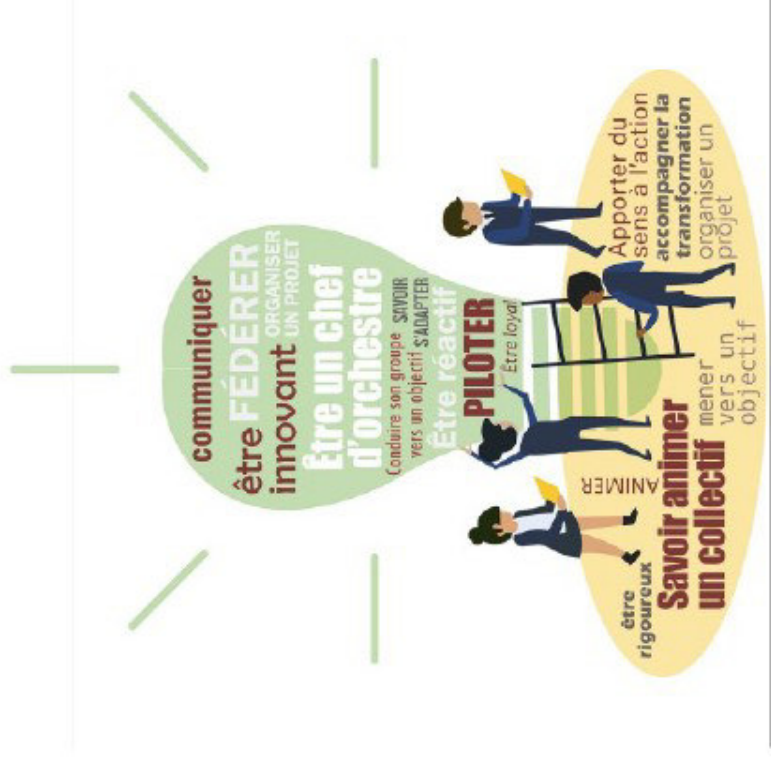 communiquer
être FÉDÉRER
innovant ORGANISER
UN PROJET
Être un chef
d'orchestre
Conduire son groupe
vers un objectif
SAVOIR
S'ADAPTER
Être réactif
PILOTER
Être loyal
ANIMER
être
rigoureux
Savoir animer
un collectif
mener
vers un
objectif
Apporter du
sens à l'action
accompagner la
transformation
organiser un
projet